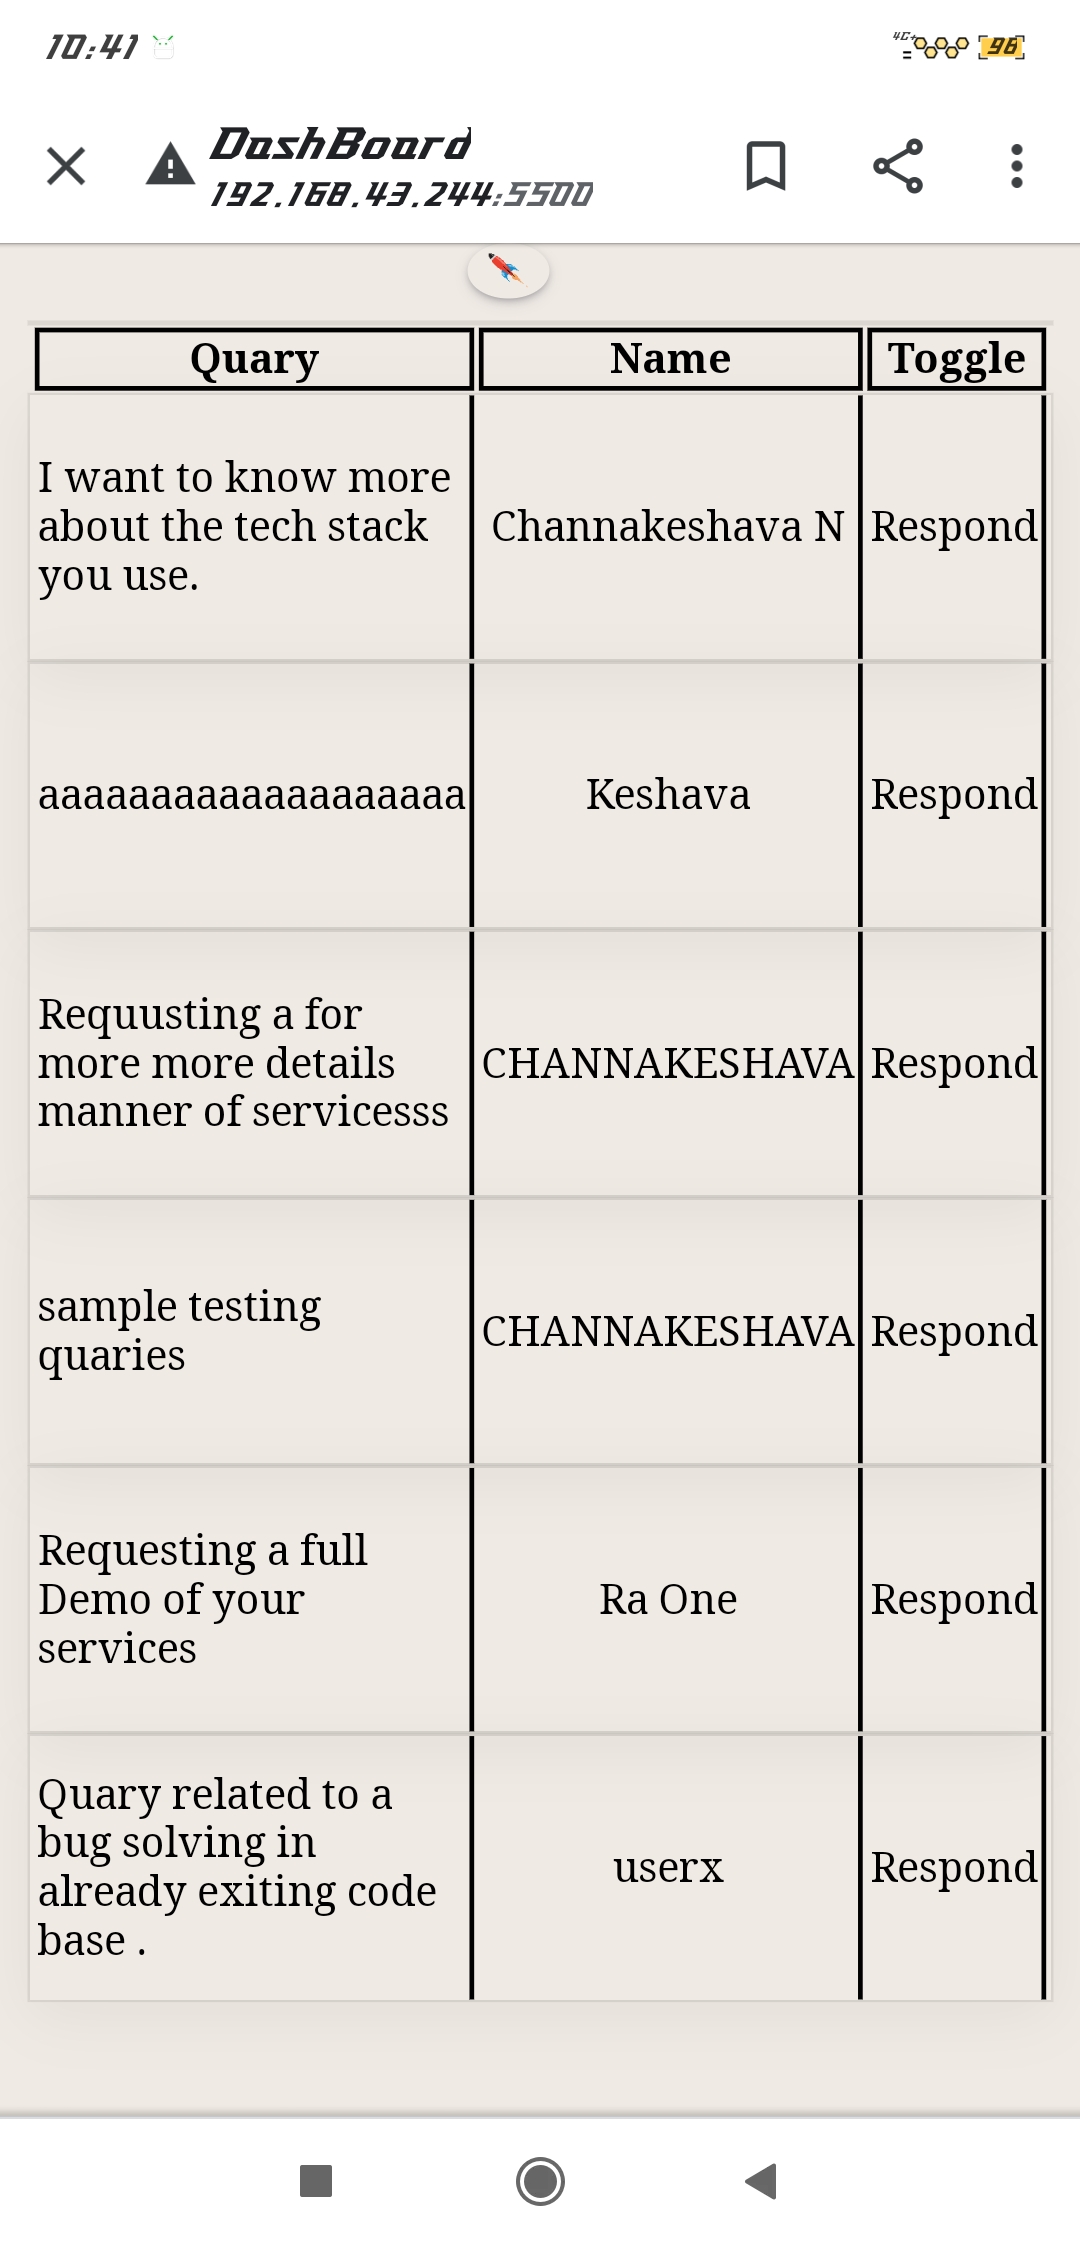 10:41 4G+ 96
DashBoard
192.168.43.244:5500
Quary Name Toggle
I want to know more
about the tech stack
you use.
Channakeshava N
Respond
aaaaaaaaaaaaaaaaaaa
Keshava
Respond
Requusting a for
more more details
manner of servicesss
CHANNAKESHAVA
Respond
sample testing
quaries
CHANNAKESHAVA
Respond
Requesting a full
Demo of your
services
Ra One
Respond
Quary related to a
bug solving in
already exiting code
base .
userx
Respond